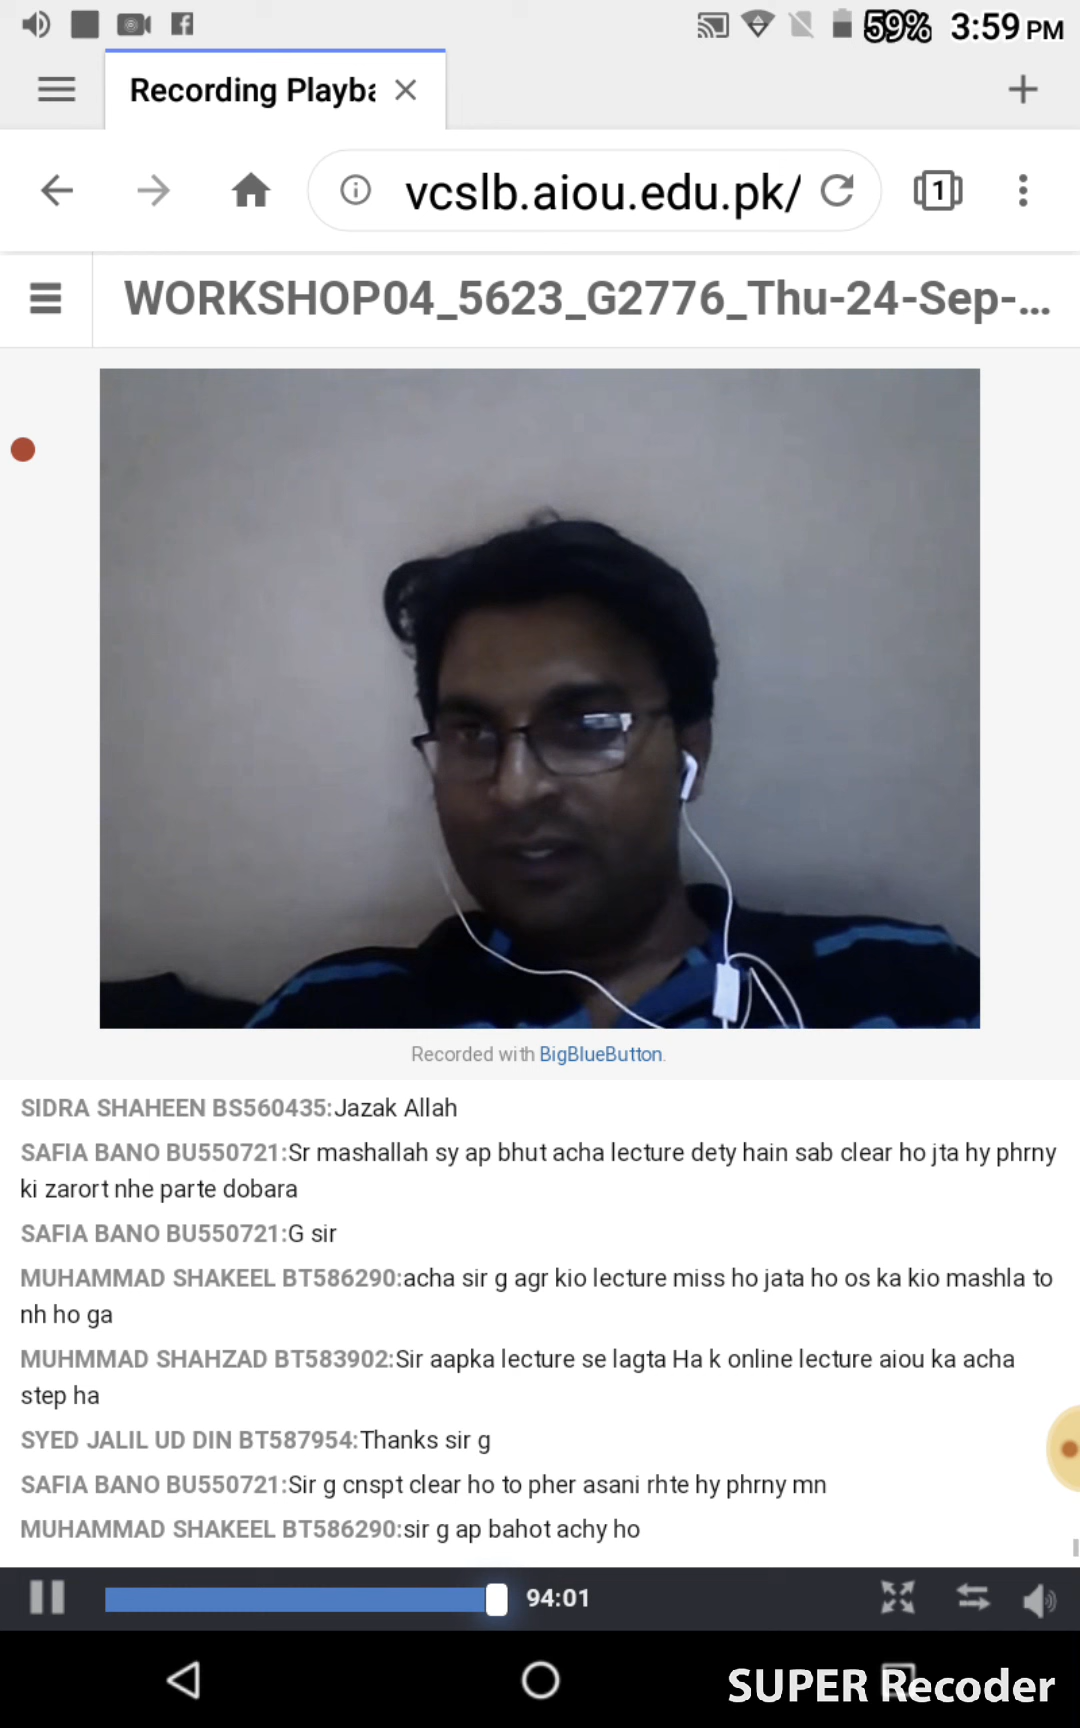 59% 3:59 PM
Recording Playba
vcslb.aiou.edu.pk/
1
WORKSHOP04_5623_G2776_Thu-24-Sep-...
Recorded with BigBlueButton.
SIDRA SHAHEEN BS560435:Jazak Allah
SAFIA BANO BU550721:Sr mashallah sy ap bhut acha lecture dety hain sab clear ho jta hy phrny
ki zarort nhe parte dobara
SAFIA BANO BU550721:G sir
MUHAMMAD SHAKEEL BT586290:acha sir g agr kio lecture miss ho jata ho os ka kio mashla to
nh ho ga
MUHMMAD SHAHZAD BT583902:Sir aapka lecture se lagta Ha k online lecture aiou ka acha
step ha
SYED JALIL UD DIN BT587954:Thanks sir g
SAFIA BANO BU550721:Sir g cnspt clear ho to pher asani rhte hy phrny mn
MUHAMMAD SHAKEEL BT586290:sir g ap bahot achy ho
94:01
SUPER Recoder